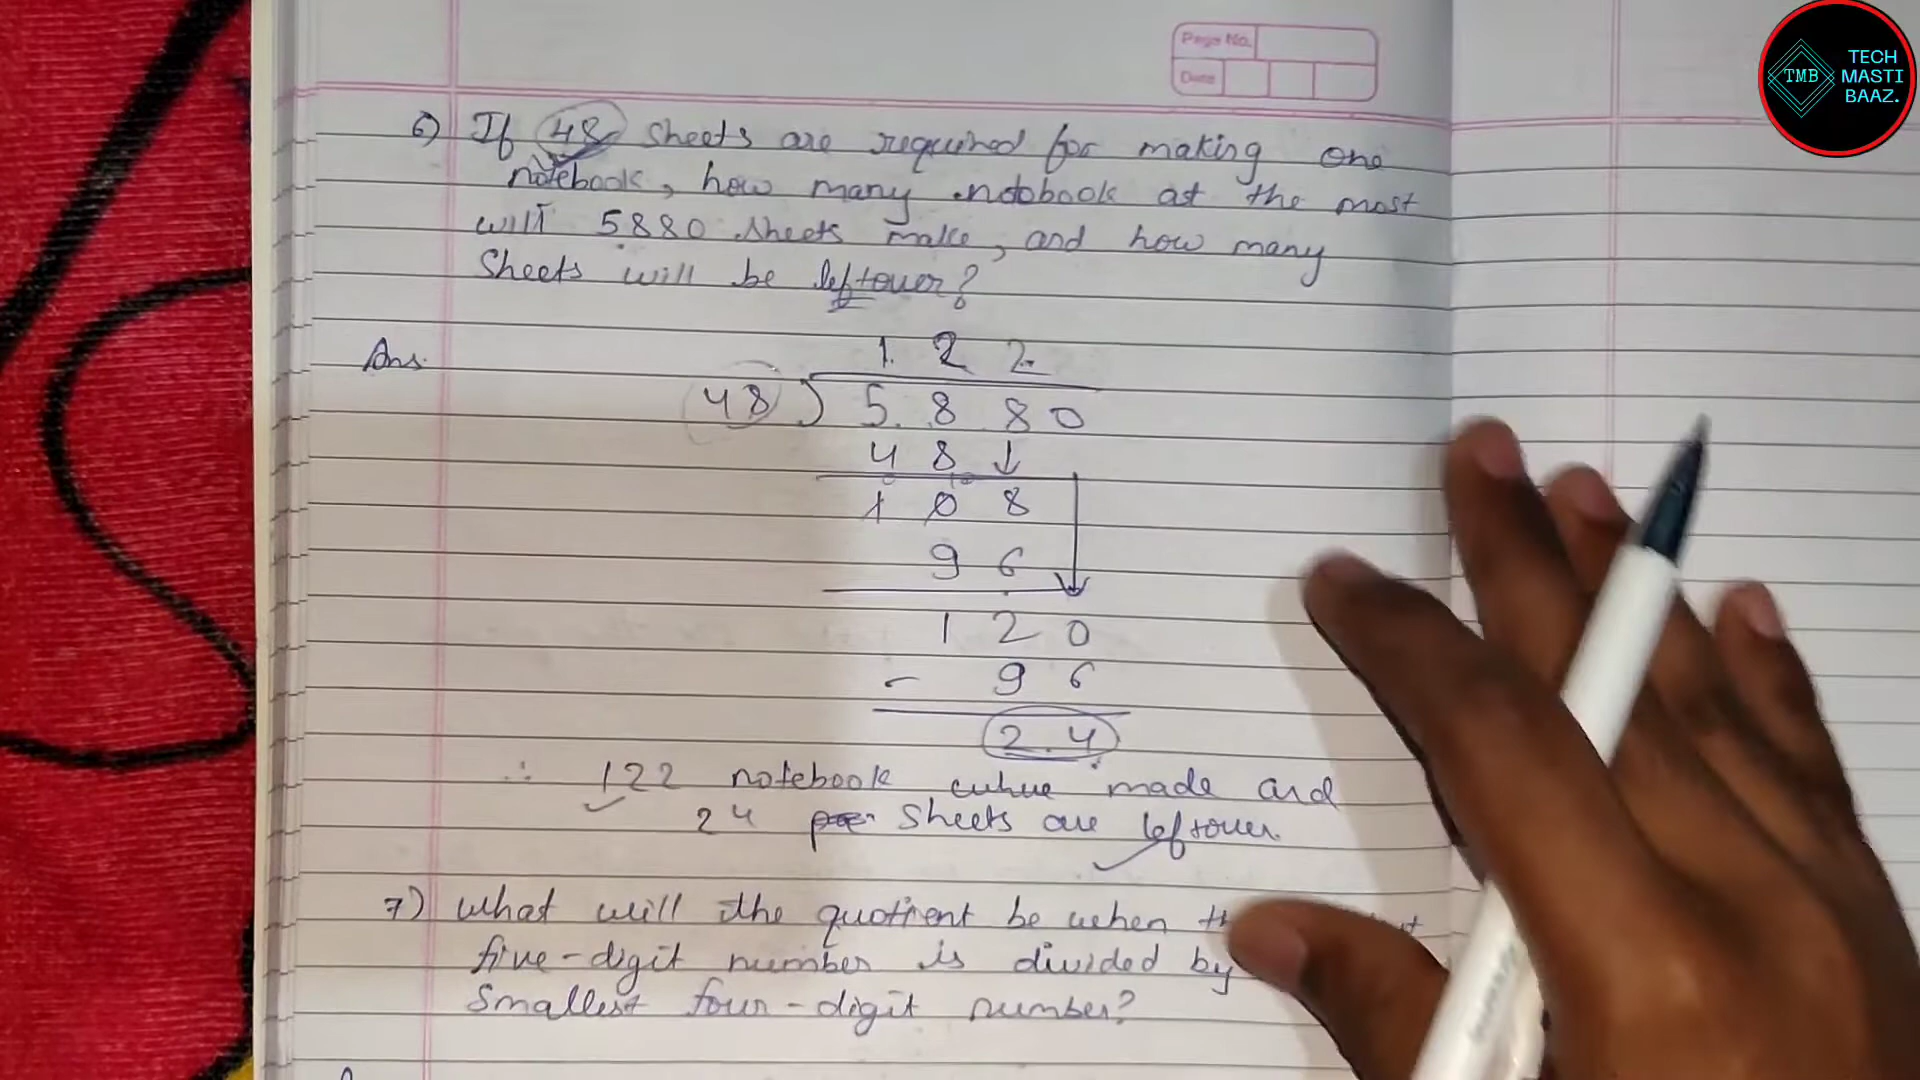 Page No.
Date
TMB
TECH
MASTI
BAAZ.
6) If 48 sheets are required for making one
notebook, how many notobook at the most
will 5880 sheets make, and how many
Sheets will be leftover?
Ans.
1 2 2
48 ) 5 8 8 0
4 8 ↓
10
1 0 8
9 6
1 2 0
- 9 6
2 4
∴ 122 notebook made and
24 sheets are leftover.
7) What will the quotient be when
five-digit number is divided by
smallest four-digit number?